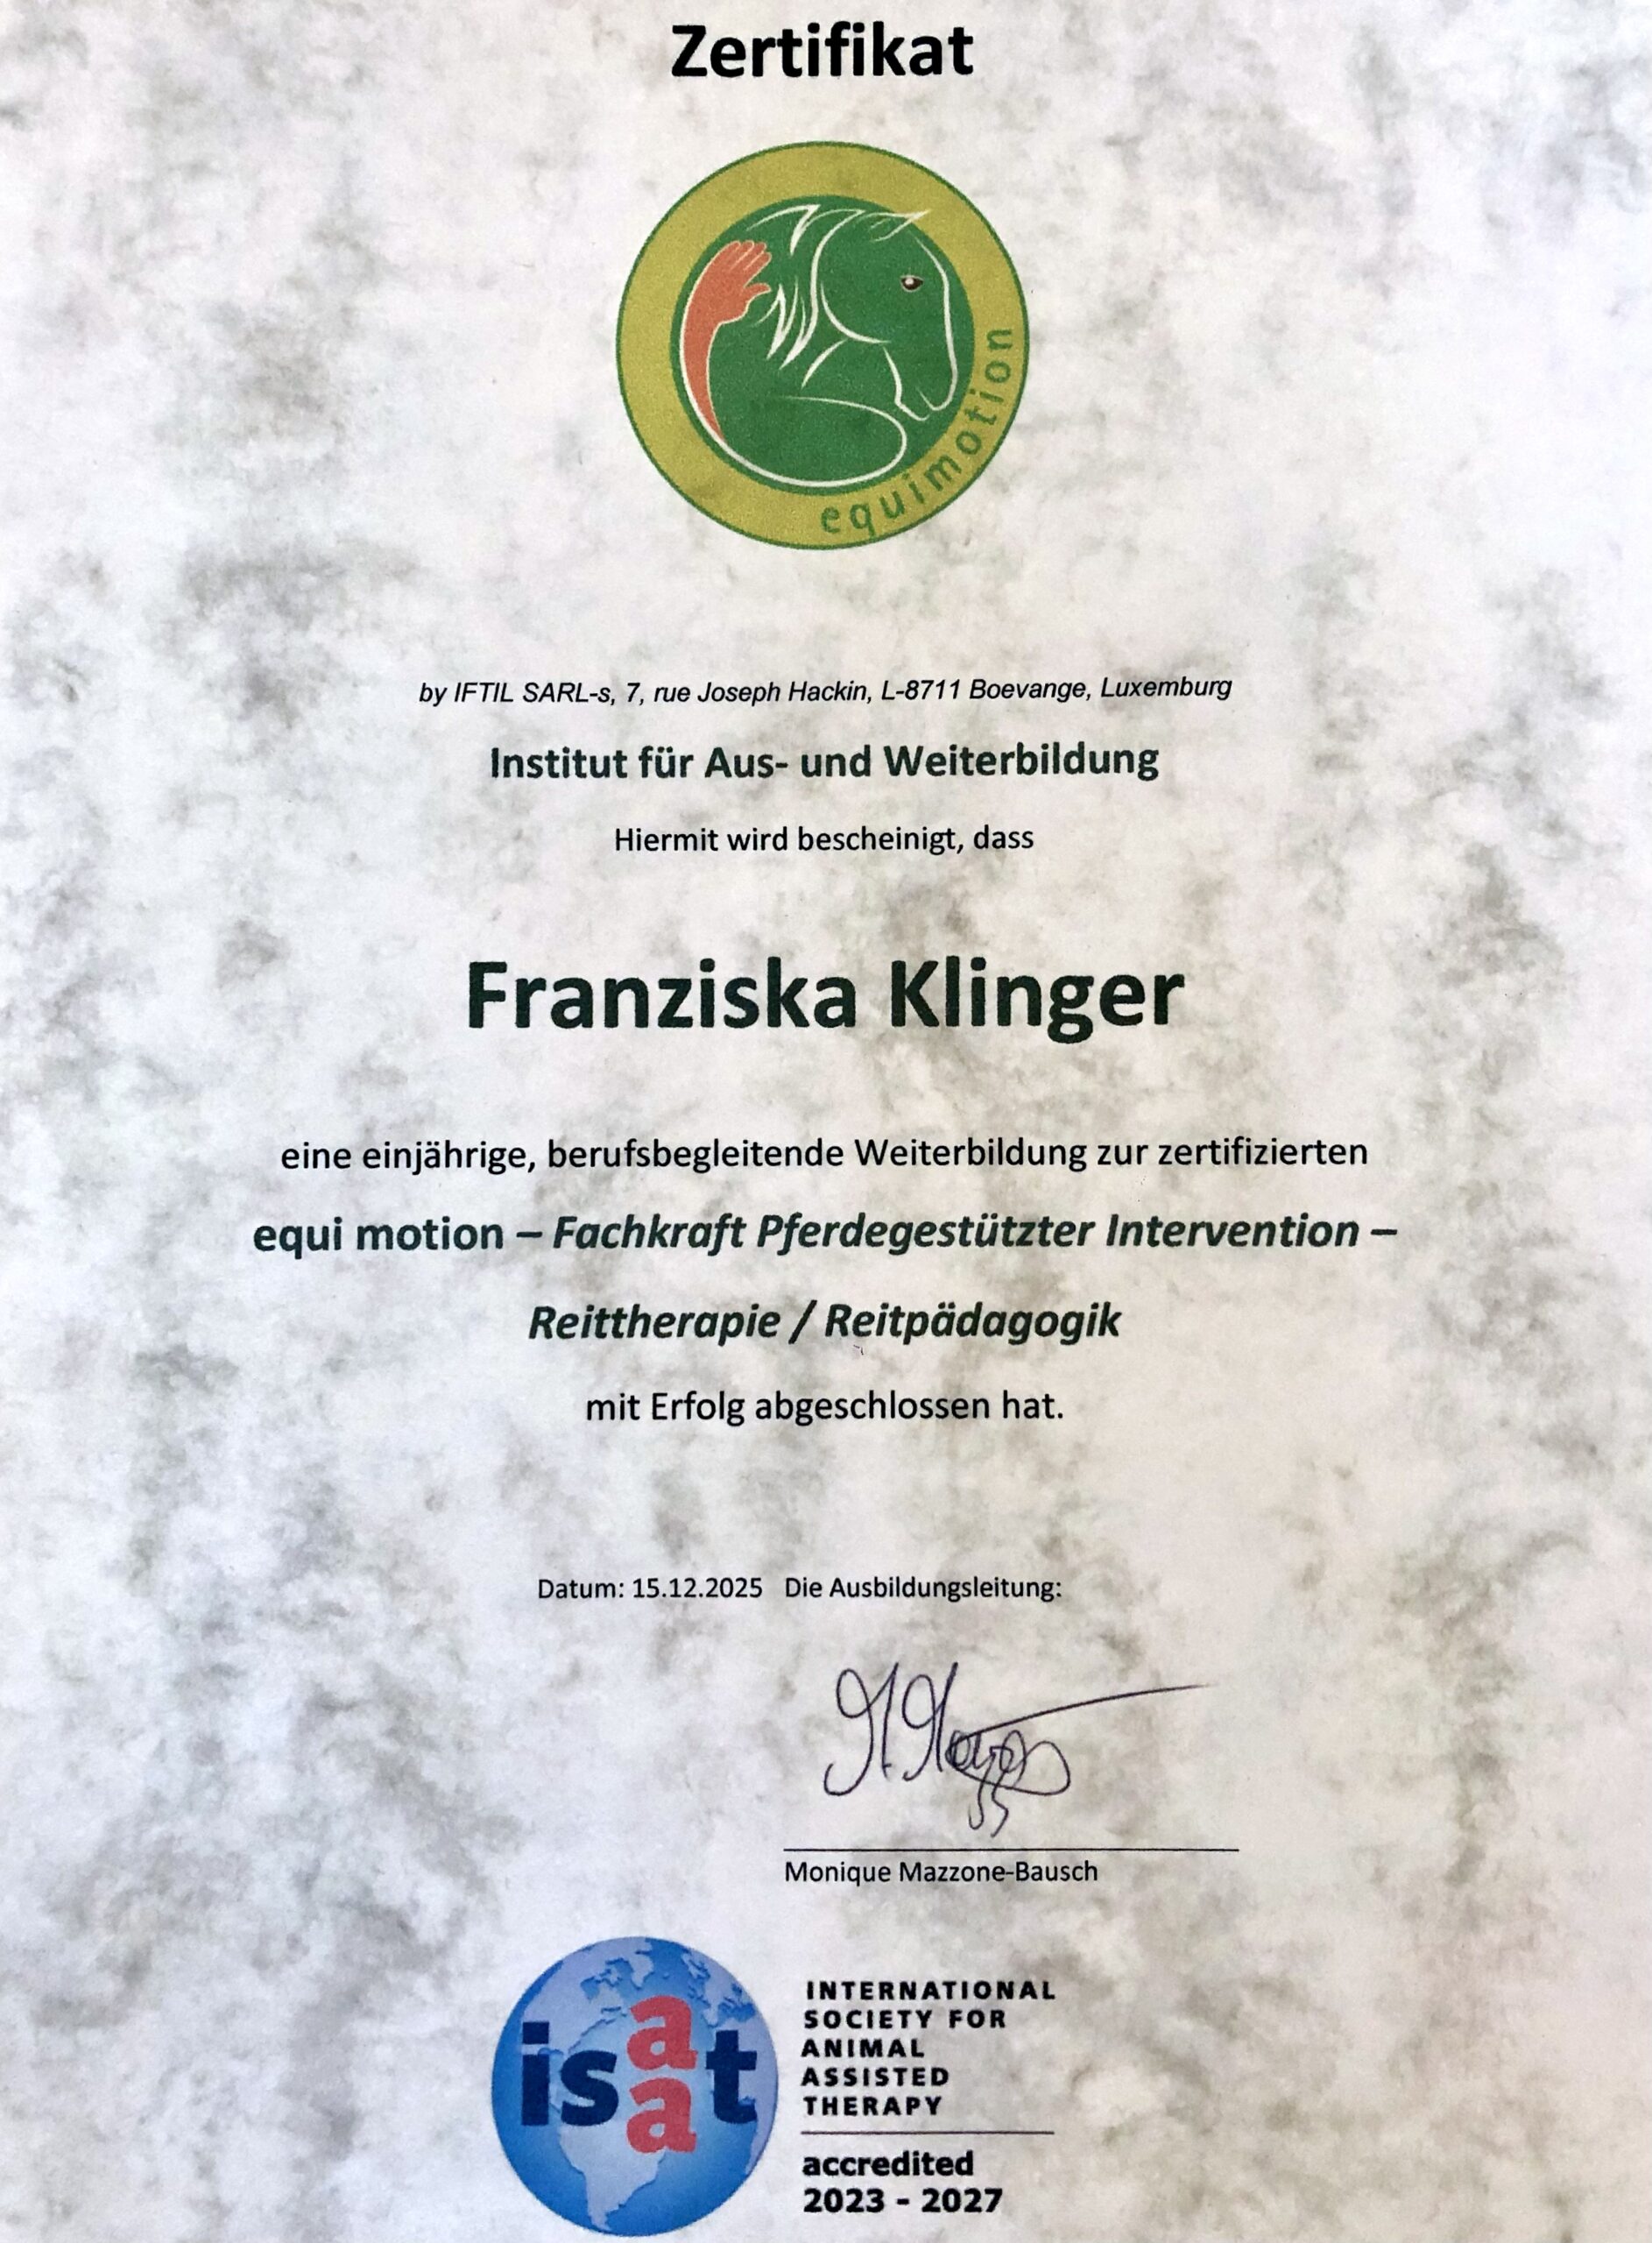 Zertifikat
equimotion
by IFTIL SARL-s, 7, rue Joseph Hackin, L-8711 Boevange, Luxemburg
Institut für Aus- und Weiterbildung
Hiermit wird bescheinigt, dass
Franziska Klinger
eine einjährige, berufsbegleitende Weiterbildung zur zertifizierten
equi motion – Fachkraft Pferdegestützter Intervention –
Reittherapie / Reitpädagogik
mit Erfolg abgeschlossen hat.
Datum: 15.12.2025 Die Ausbildungsleitung:
Monique Mazzone-Bausch
isaat
INTERNATIONAL
SOCIETY FOR
ANIMAL
ASSISTED
THERAPY
accredited
2023 - 2027